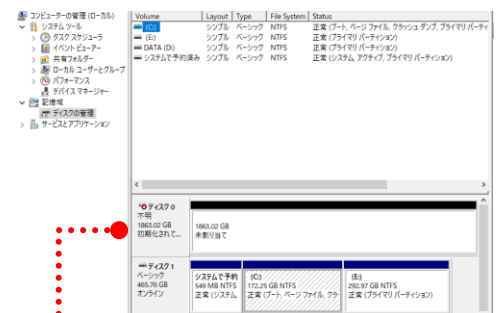 コンピューターの管理 (ローカル)
システム ツール
タスク スケジューラ
イベント ビューアー
共有フォルダー
ローカル ユーザーとグループ
パフォーマンス
デバイス マネージャー
記憶域
ディスクの管理
サービスとアプリケーション
Volume Layout Type File System Status
(C:) シンプル ベーシック NTFS 正常 (ブート, ページ ファイル, クラッシュ ダンプ, プライマリ パーティ
(E:) シンプル ベーシック NTFS 正常 (プライマリ パーティション)
DATA (D:) シンプル ベーシック NTFS 正常 (プライマリ パーティション)
システムで予約済み シンプル ベーシック NTFS 正常 (システム, アクティブ, プライマリ パーティション)
ディスク 0
不明
1863.02 GB
初期化されて...
1863.02 GB
未割り当て
ディスク 1
ベーシック
465.76 GB
オンライン
システムで予約
549 MB NTFS
正常 (システム,
(C:)
172.25 GB NTFS
正常 (ブート, ページ ファイル, クラ
(E:)
292.97 GB NTFS
正常 (プライマリ パーティション)